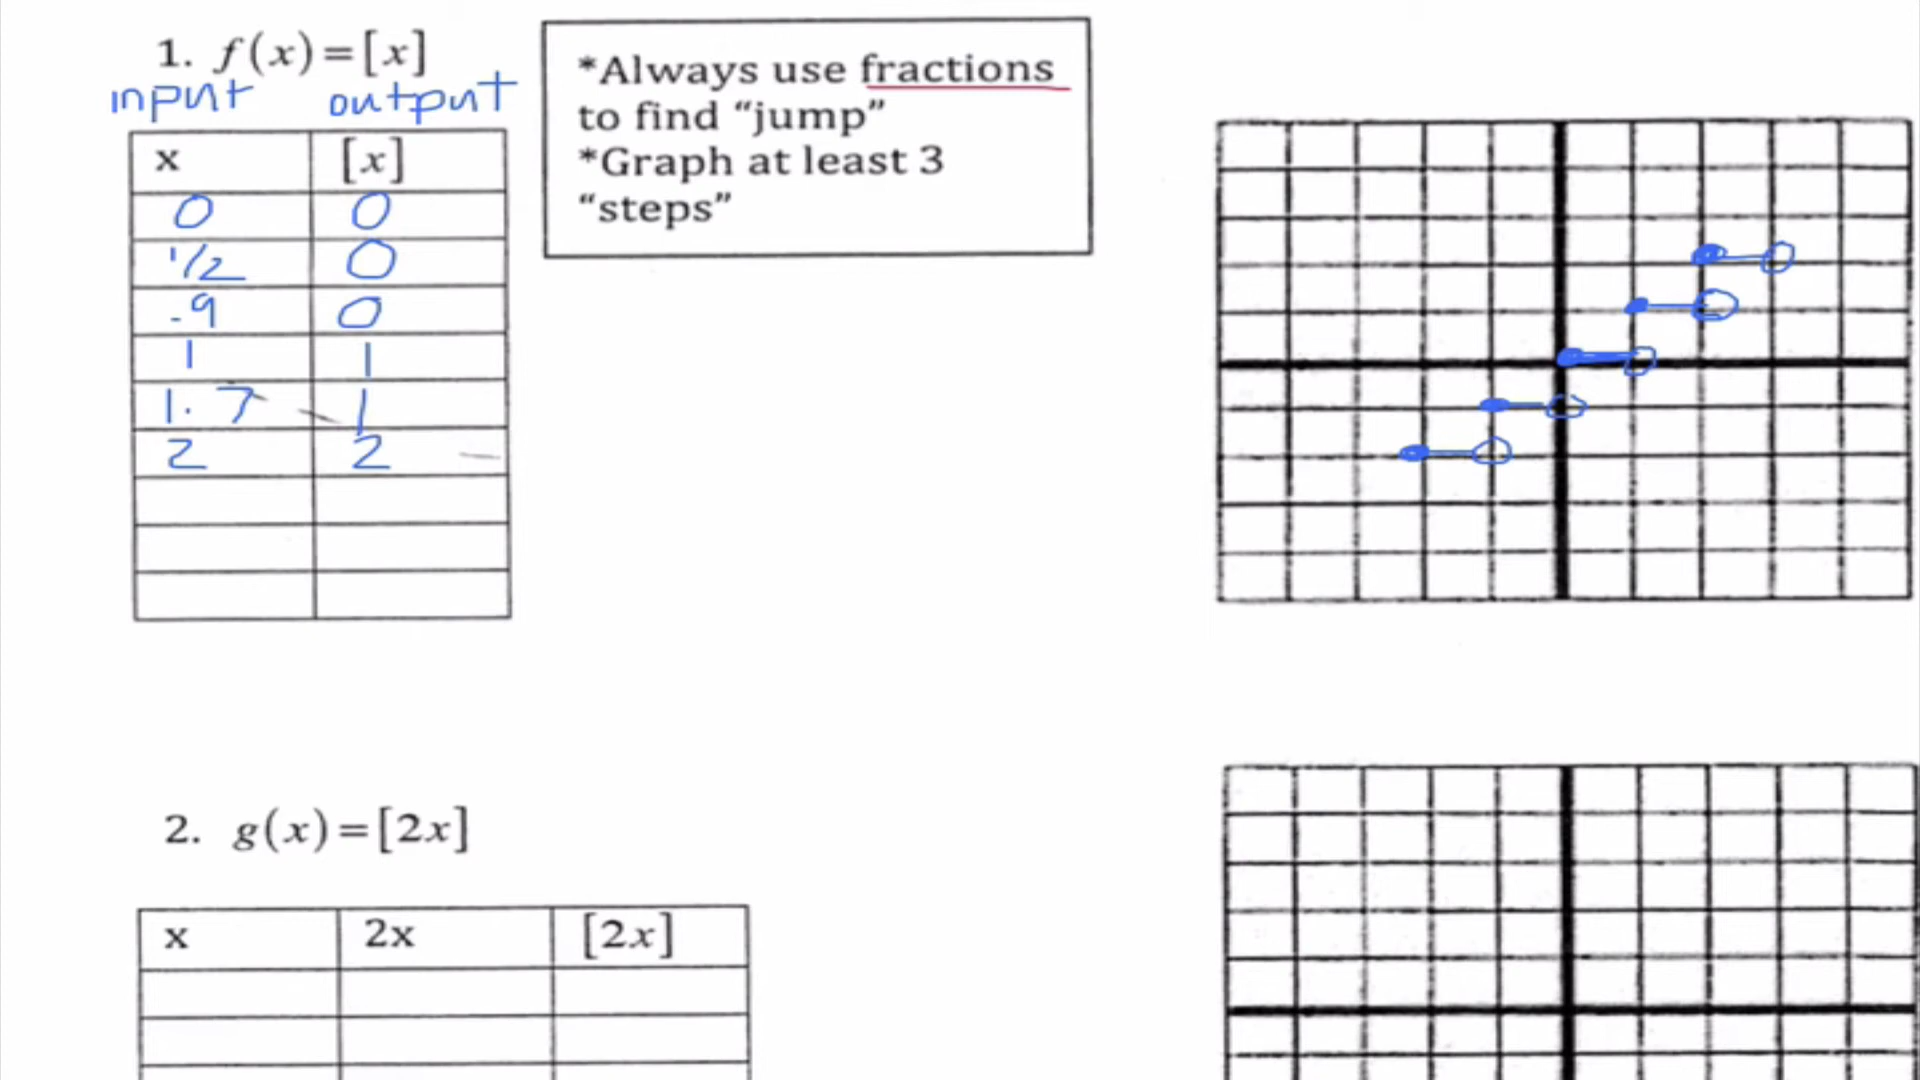 1. f(x)=[x]
input output
x [x]
0 0
1/2 0
.9 0
1 1
1.7 1
2 2
*Always use fractions
to find “jump”
*Graph at least 3
“steps”
2. g(x)=[2x]
x 2x [2x]